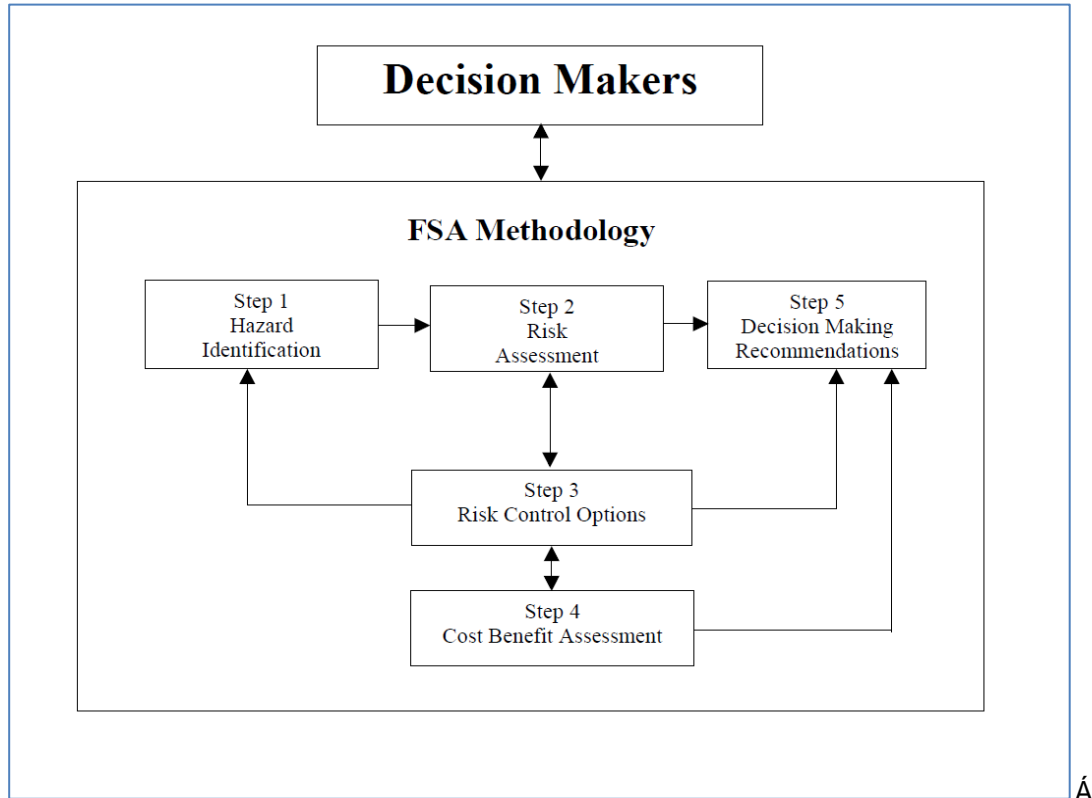 Decision Makers
FSA Methodology
Step 1
Hazard
Identification
Step 2
Risk
Assessment
Step 5
Decision Making
Recommendations
Step 3
Risk Control Options
Step 4
Cost Benefit Assessment
Á